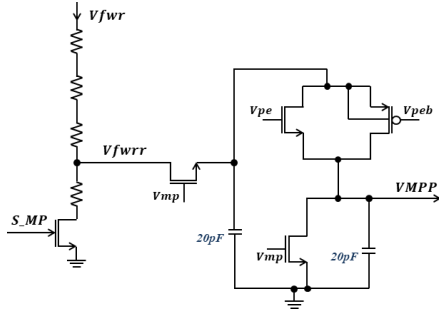 Vfwr
Vpe
Vpeb
Vfwrr
Vmp
VMPP
S_MP
20pF
Vmp
20pF